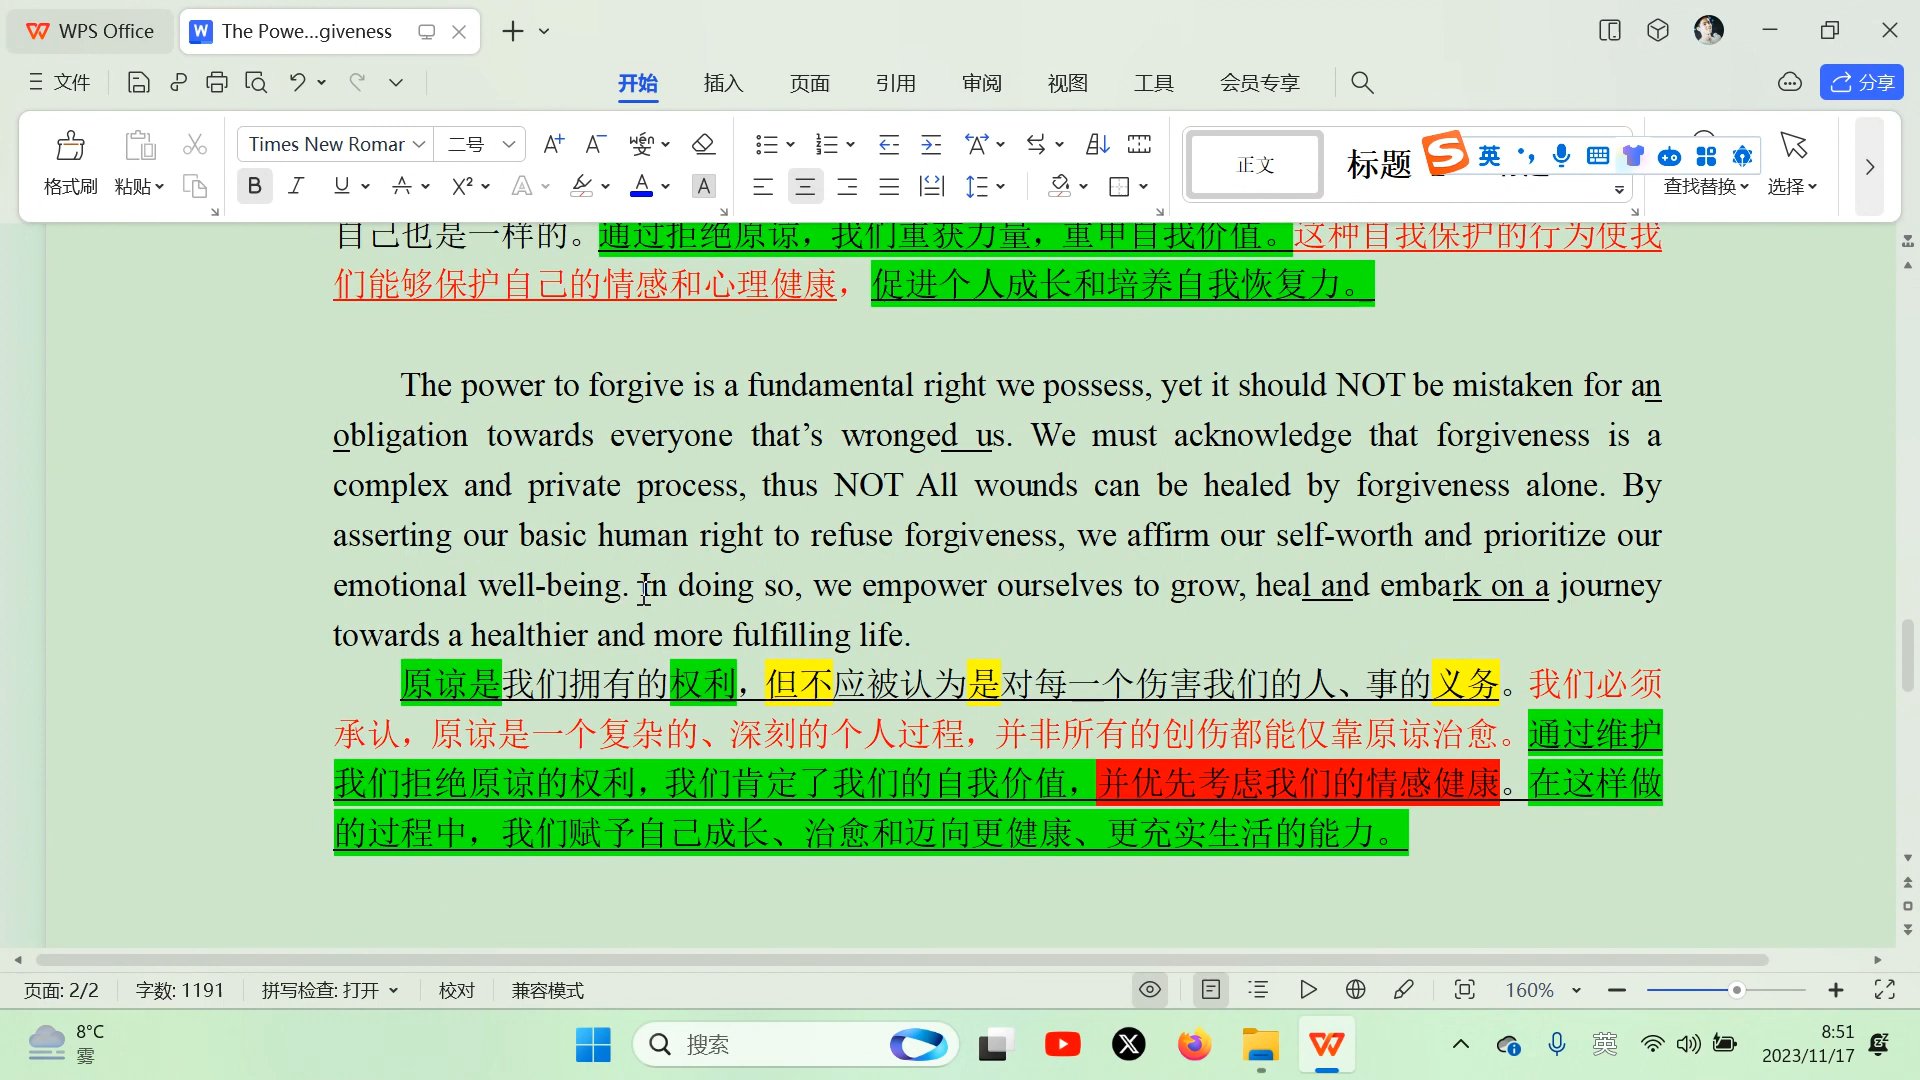 WPS Office
The Powe...giveness
文件
开始
插入
页面
引用
审阅
视图
工具
会员专享
分享
格式刷
粘贴
Times New Romar
二号
正文
标题
英
查找替换
选择
自己也是一样的。通过拒绝原谅，我们重获力量，重申自我价值。这种自我保护的行为使我
们能够保护自己的情感和心理健康，促进个人成长和培养自我恢复力。
The power to forgive is a fundamental right we possess, yet it should NOT be mistaken for an
obligation towards everyone that's wronged us. We must acknowledge that forgiveness is a
complex and private process, thus NOT All wounds can be healed by forgiveness alone. By
asserting our basic human right to refuse forgiveness, we affirm our self-worth and prioritize our
emotional well-being. In doing so, we empower ourselves to grow, heal and embark on a journey
towards a healthier and more fulfilling life.
原谅是我们拥有的权利，但不应被认为是对每一个伤害我们的人、事的义务。我们必须
承认，原谅是一个复杂的、深刻的个人过程，并非所有的创伤都能仅靠原谅治愈。通过维护
我们拒绝原谅的权利，我们肯定了我们的自我价值，并优先考虑我们的情感健康。在这样做
的过程中，我们赋予自己成长、治愈和迈向更健康、更充实生活的能力。
页面: 2/2
字数: 1191
拼写检查: 打开
校对
兼容模式
160%
8°C
雾
搜索
英
8:51
2023/11/17